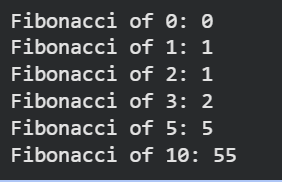 Fibonacci of 0: 0
Fibonacci of 1: 1
Fibonacci of 2: 1
Fibonacci of 3: 2
Fibonacci of 5: 5
Fibonacci of 10: 55